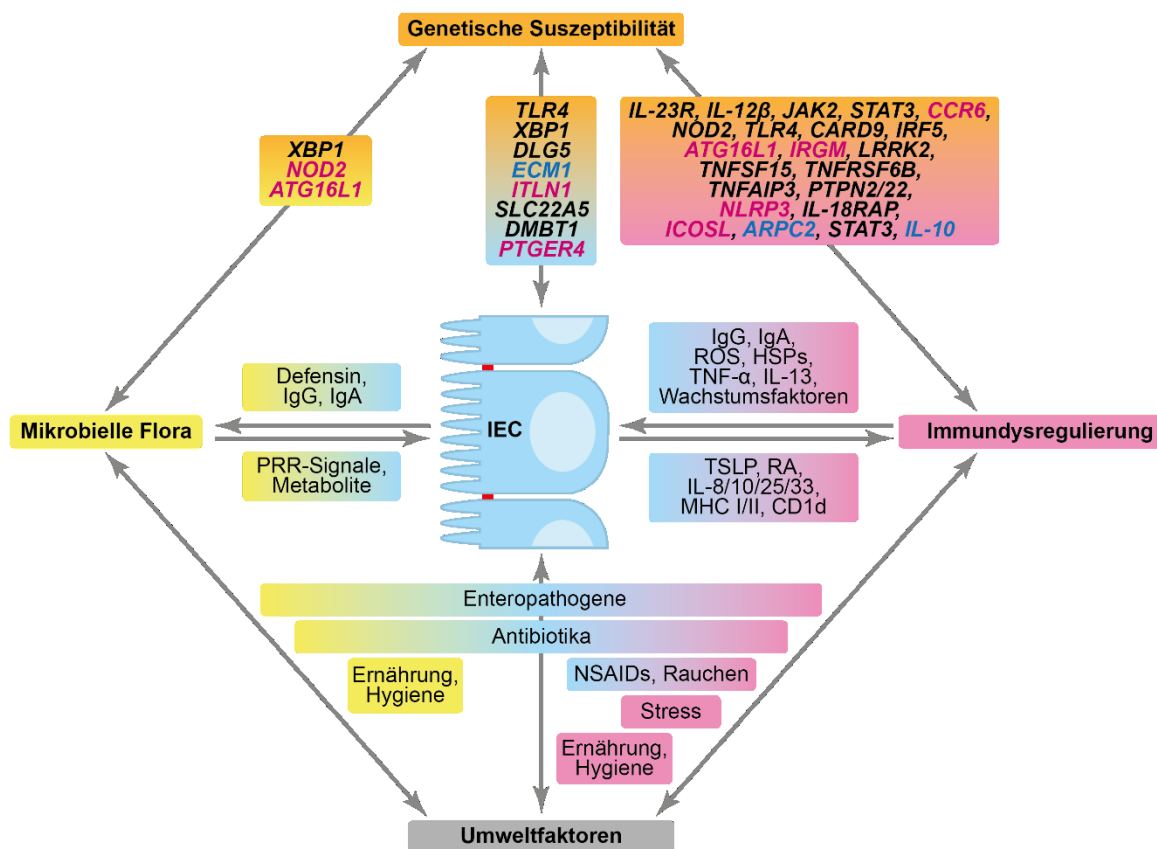 Genetische Suszeptibilität
XBP1
NOD2
ATG16L1
TLR4
XBP1
DLG5
ECM1
ITLN1
SLC22A5
DMBT1
PTGER4
IL-23R, IL-12β, JAK2, STAT3, CCR6,
NOD2, TLR4, CARD9, IRF5,
ATG16L1, IRGM, LRRK2,
TNFSF15, TNFRSF6B,
TNFAIP3, PTPN2/22,
NLRP3, IL-18RAP,
ICOSL, ARPC2, STAT3, IL-10
Defensin,
IgG, IgA
IgG, IgA,
ROS, HSPs,
TNF-α, IL-13,
Wachstumsfaktoren
Mikrobielle Flora
IEC
Immundysregulierung
PRR-Signale,
Metabolite
TSLP, RA,
IL-8/10/25/33,
MHC I/II, CD1d
Enteropathogene
Antibiotika
Ernährung,
Hygiene
NSAIDs, Rauchen
Stress
Ernährung,
Hygiene
Umweltfaktoren